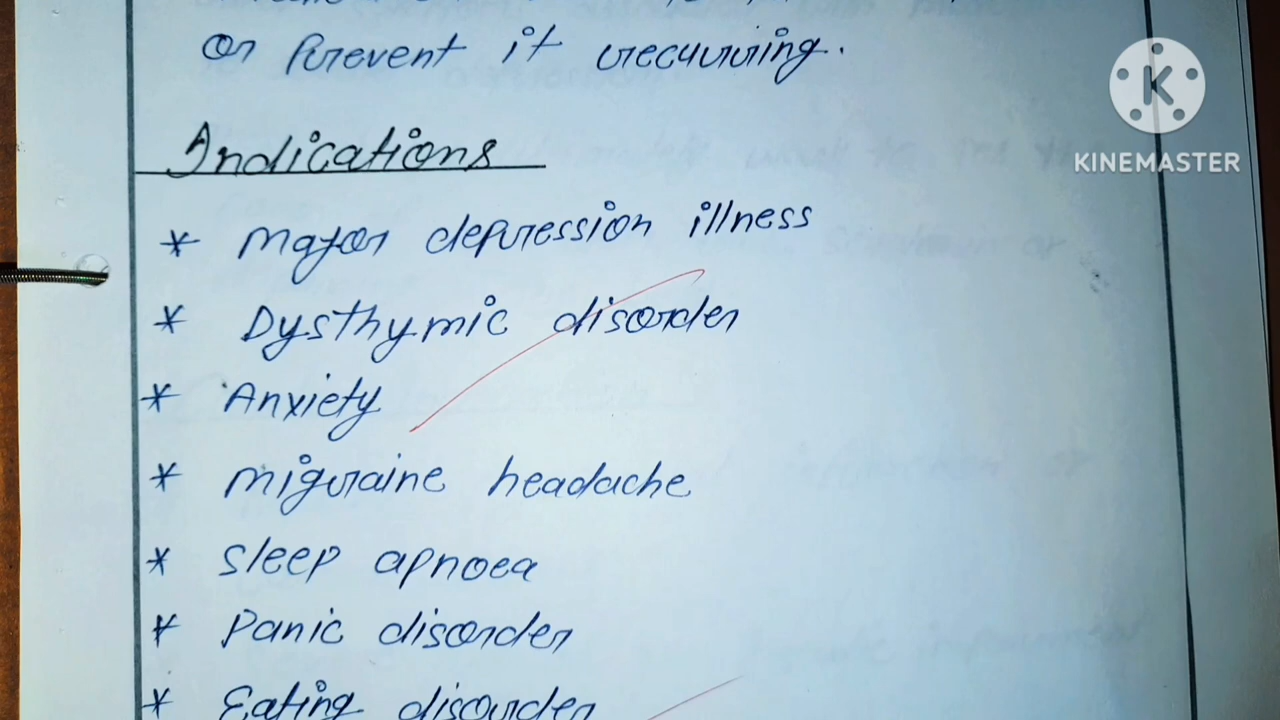 or Prevent it recurring.
Indications
* Major depression illness
* Dysthymic disorder
* Anxiety
* Migraine headache
* Sleep apnoea
* Panic disorder
* Eating disorder
K
KINEMASTER